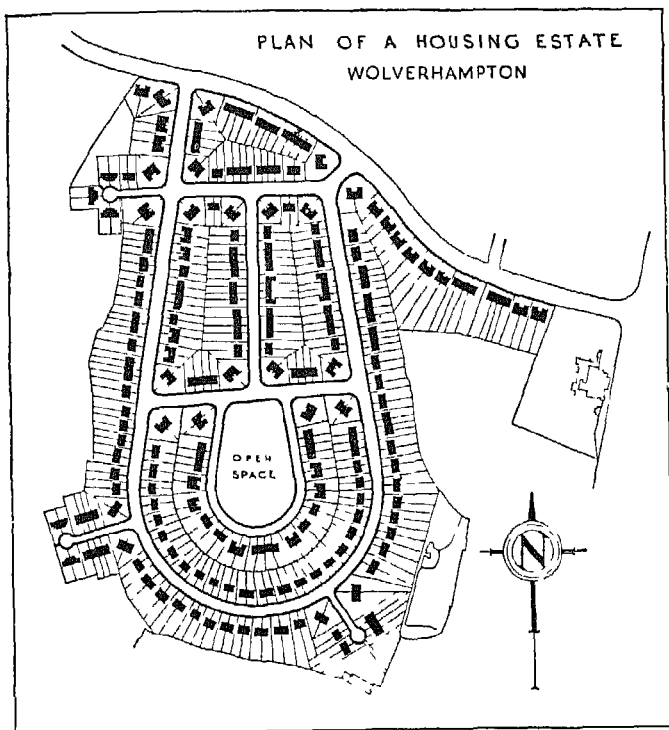 PLAN OF A HOUSING ESTATE
WOLVERHAMPTON
OPEN
SPACE
N